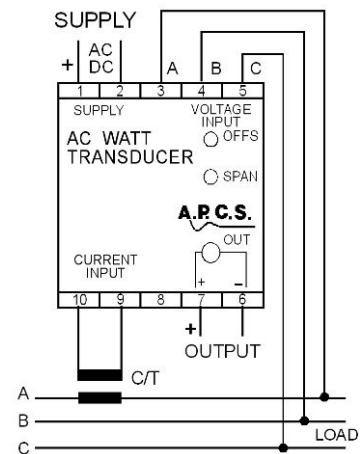 SUPPLY
AC
DC
+
A B C
1 2 3 4 5
SUPPLY
VOLTAGE
INPUT
AC WATT
TRANSDUCER
OFFS
SPAN
A.P.C.S.
OUT
CURRENT
INPUT
+ -
10 9 8 7 6
+
OUTPUT
C/T
A
B
LOAD
C